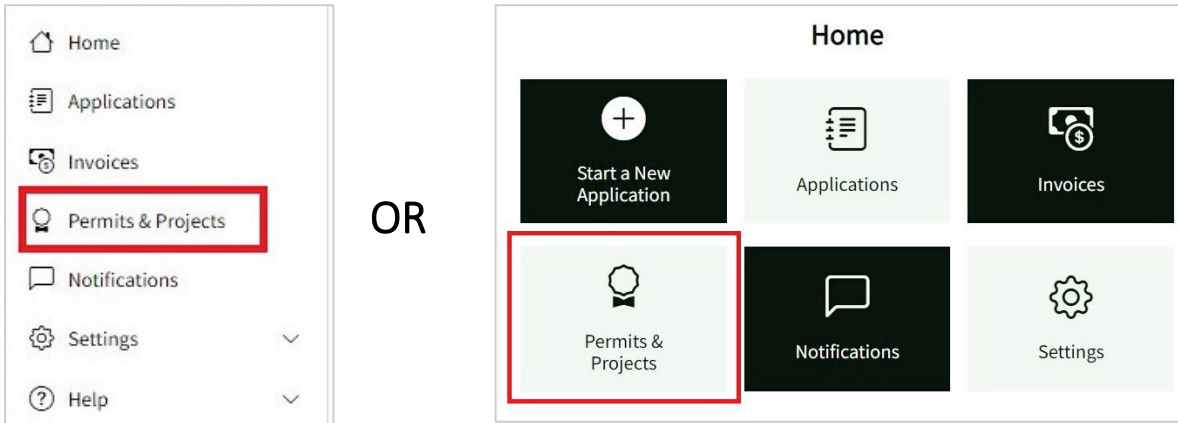 Home
Applications
Invoices
Permits & Projects
Notifications
Settings
Help
OR
Home
Start a New
Application
Applications
Invoices
Permits &
Projects
Notifications
Settings